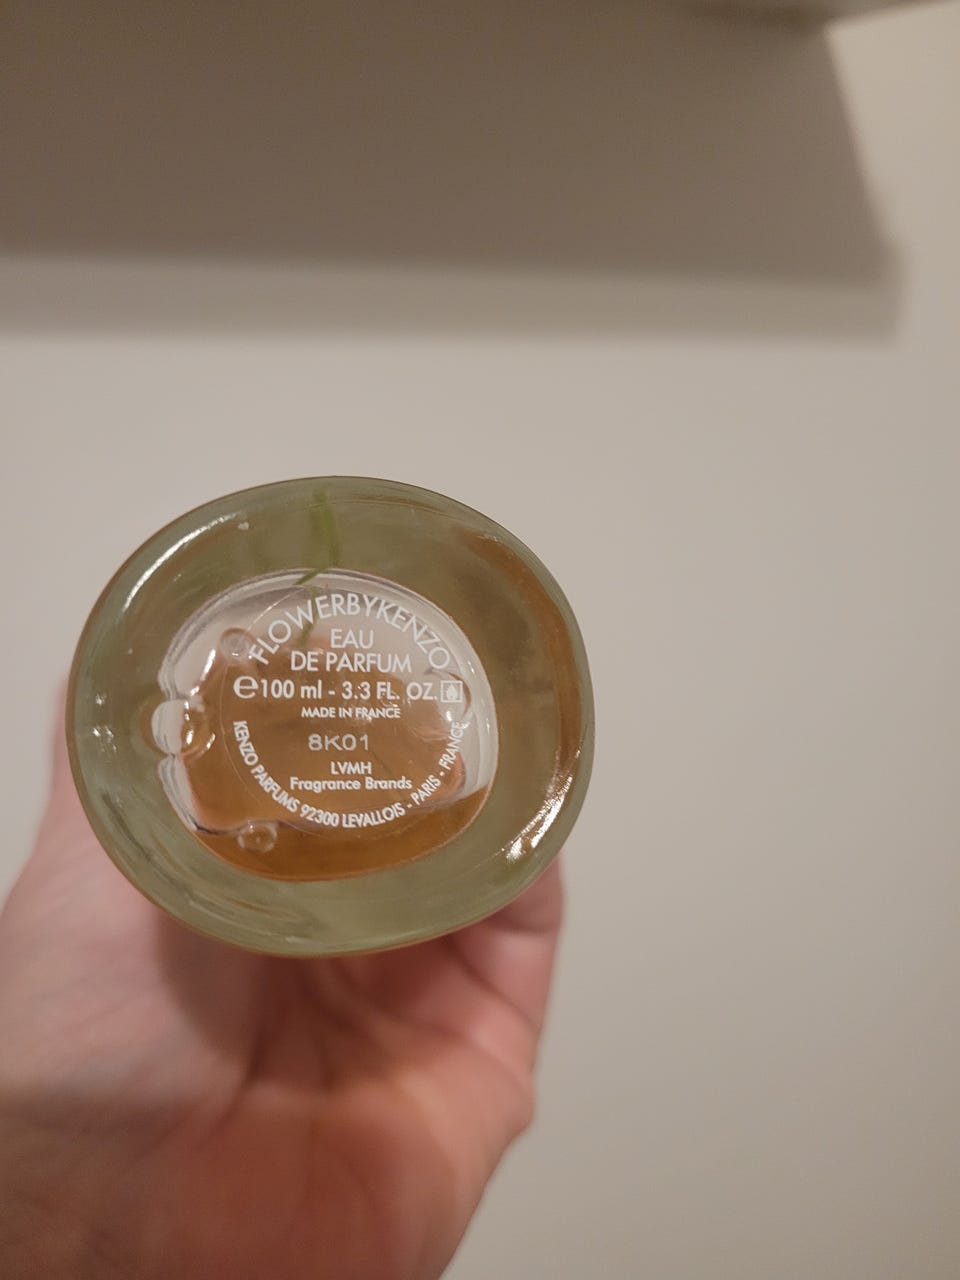 FLOWERBYKENZO
EAU
DE PARFUM
℮100 ml - 3.3 FL. OZ.
MADE IN FRANCE
8K01
LVMH
Fragrance Brands
KENZO PARFUMS 92300 LEVALLOIS - PARIS - FRANCE